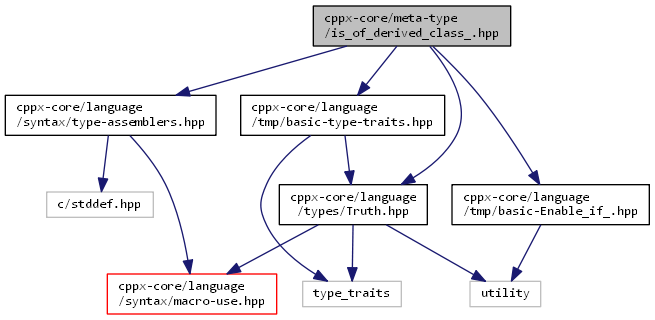 cppx-core/meta-type
/is_of_derived_class_.hpp
cppx-core/language
/syntax/type-assemblers.hpp
cppx-core/language
/tmp/basic-type-traits.hpp
c/stddef.hpp
cppx-core/language
/types/Truth.hpp
cppx-core/language
/tmp/basic-Enable_if_.hpp
cppx-core/language
/syntax/macro-use.hpp
type_traits
utility